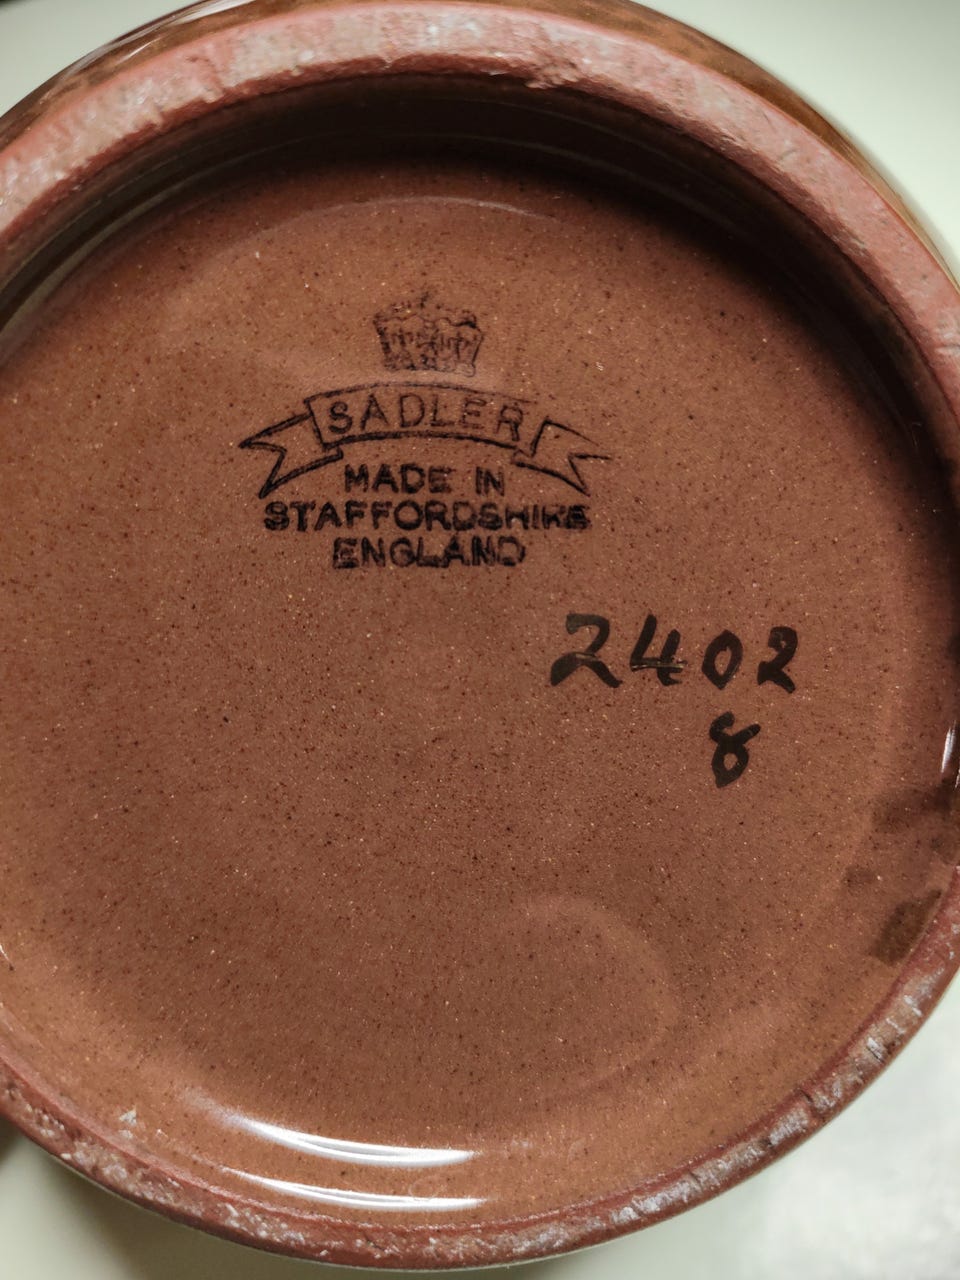 SADLER
MADE IN
STAFFORDSHIRE
ENGLAND
2402
8